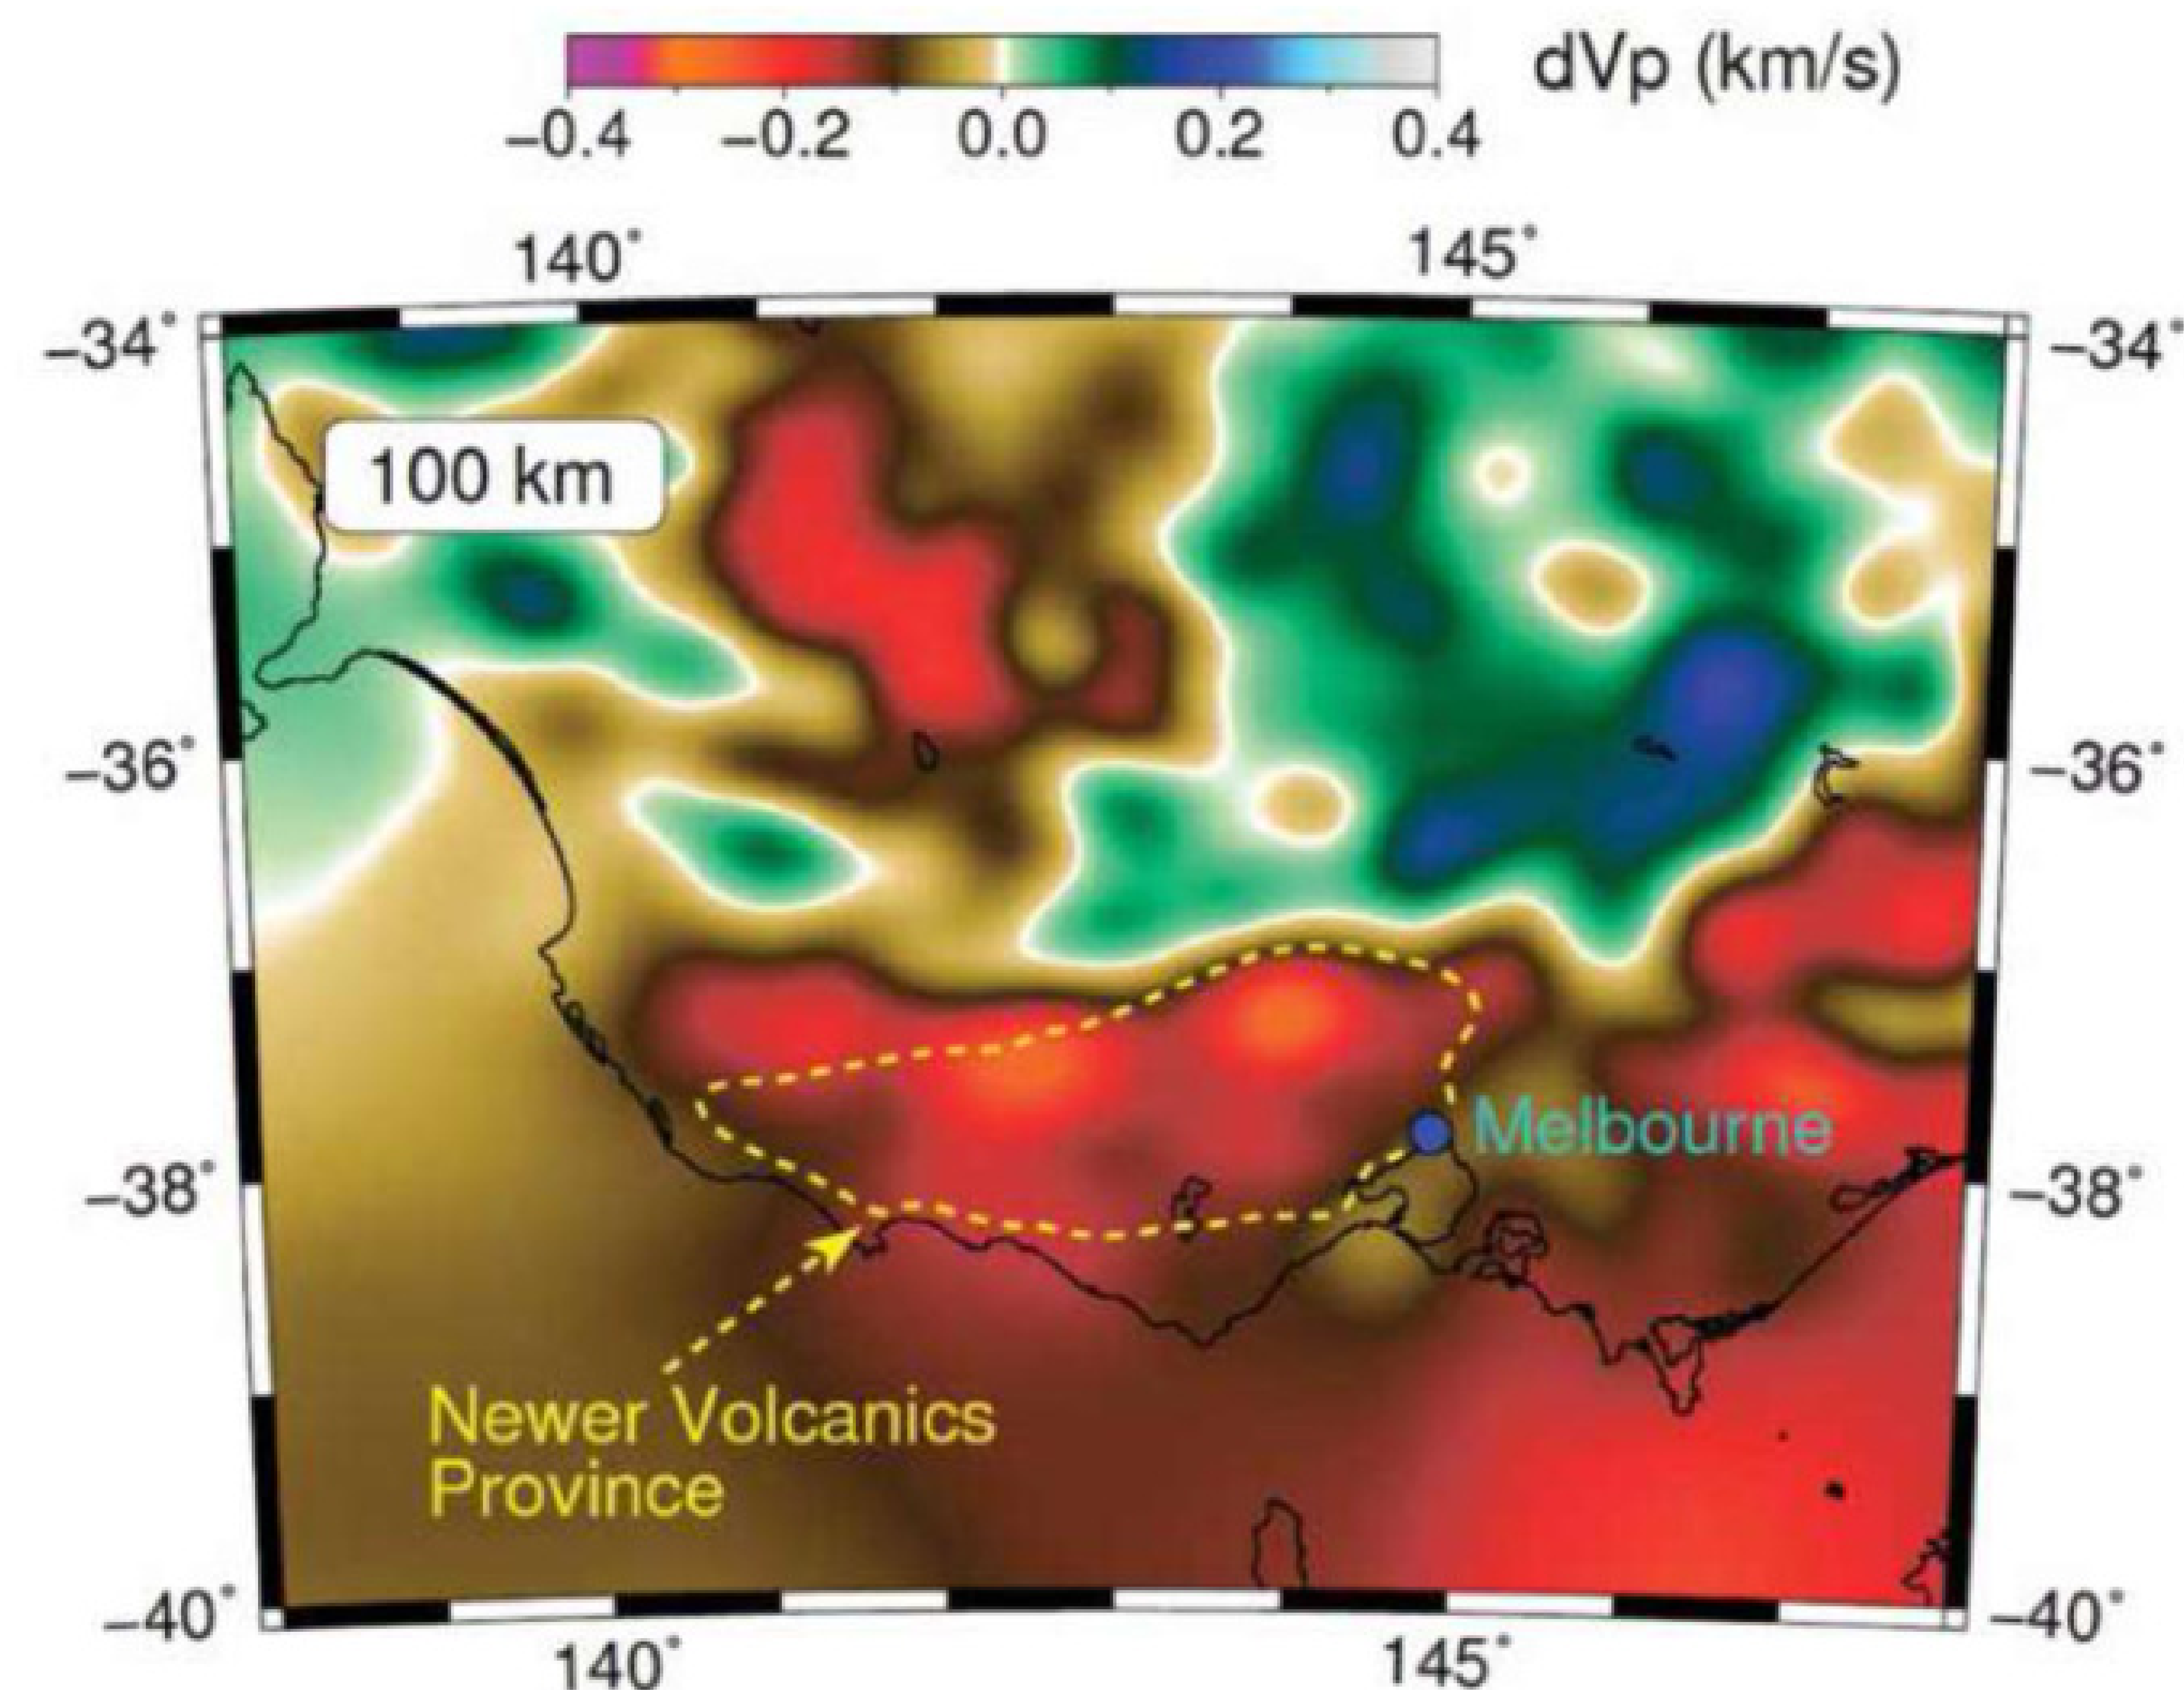 dVp (km/s)
−0.4 −0.2 0.0 0.2 0.4
140° 145°
−34° −34°
100 km
−36° −36°
Melbourne
−38° −38°
Newer Volcanics
Province
−40° −40°
140° 145°